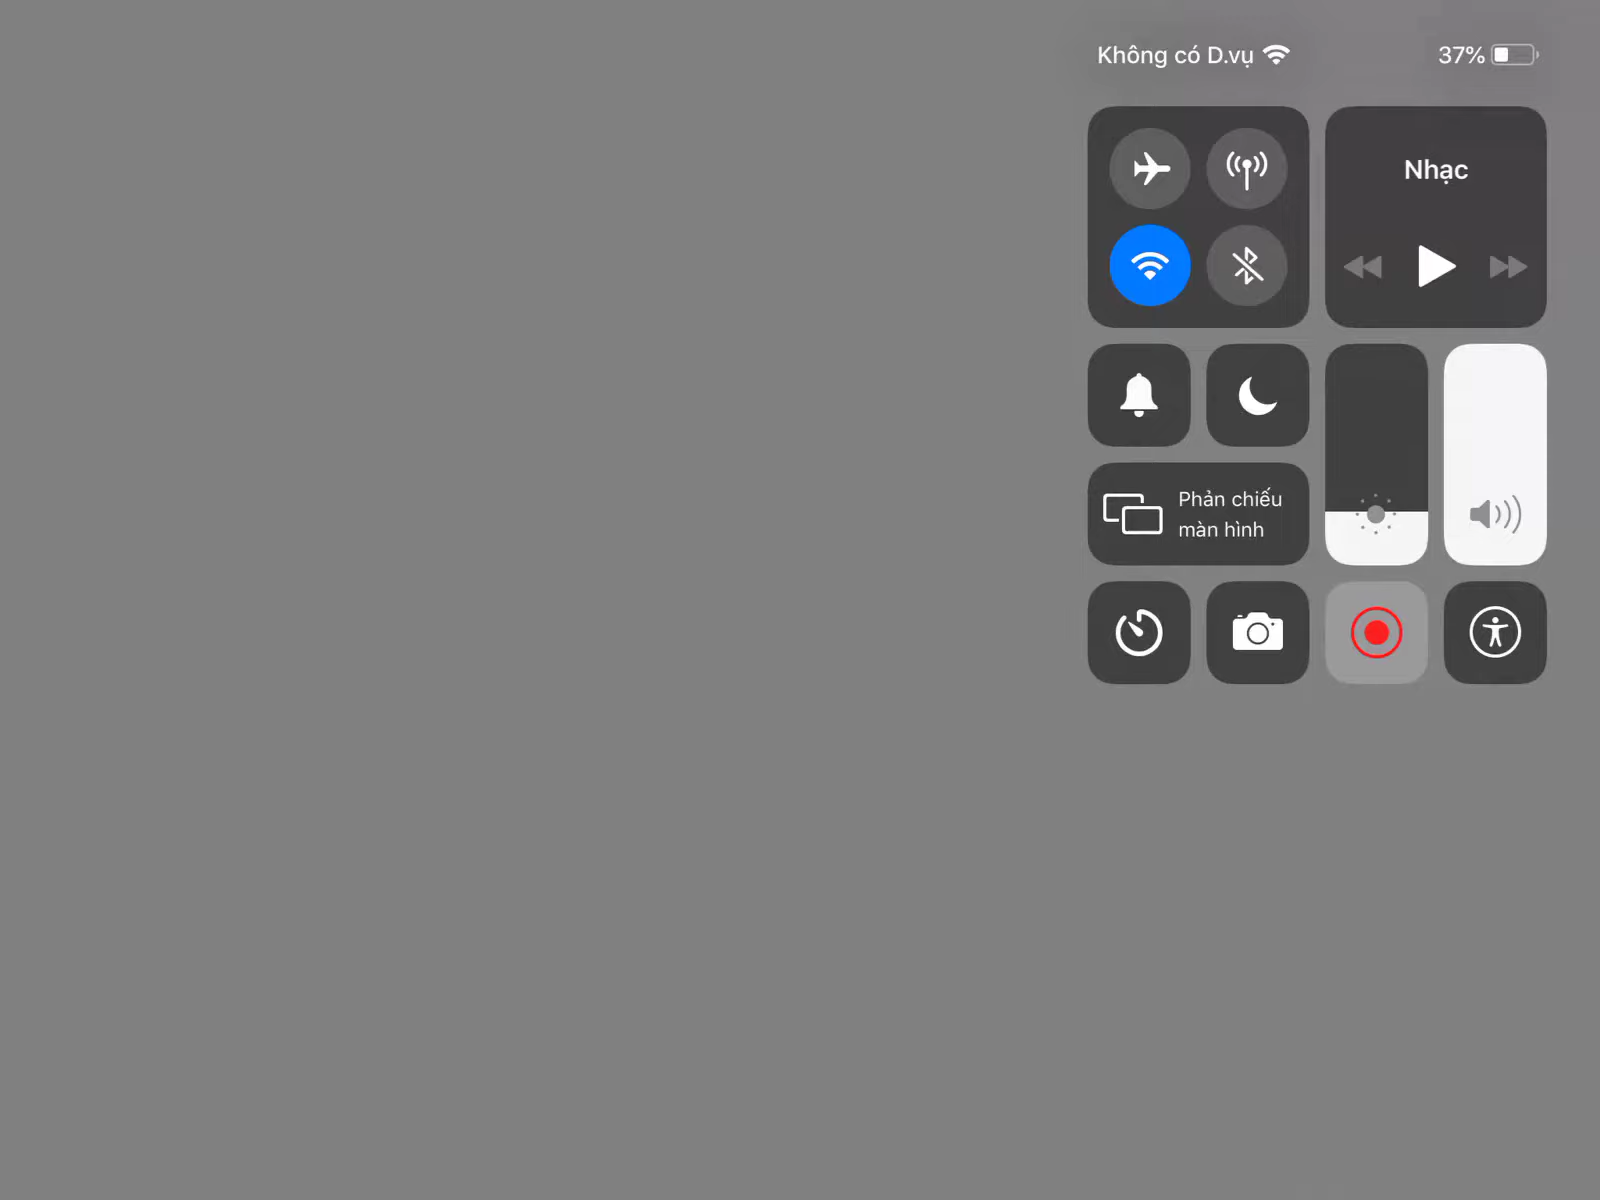 Không có D.vụ
37%
Nhạc
Phản chiếu
màn hình